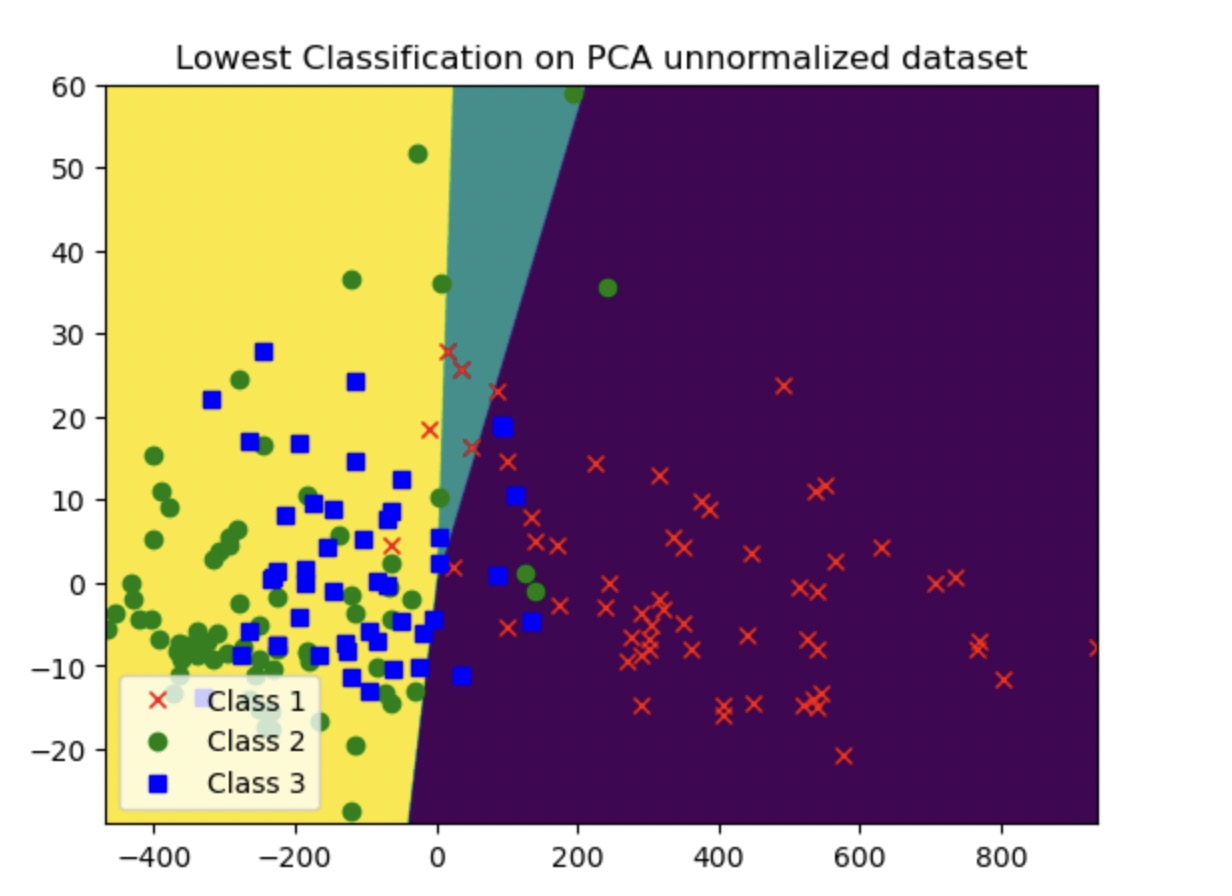 Lowest Classification on PCA unnormalized dataset
60
50
40
30
20
10
0
−10
−20
Class 1
Class 2
Class 3
−400 −200 0 200 400 600 800